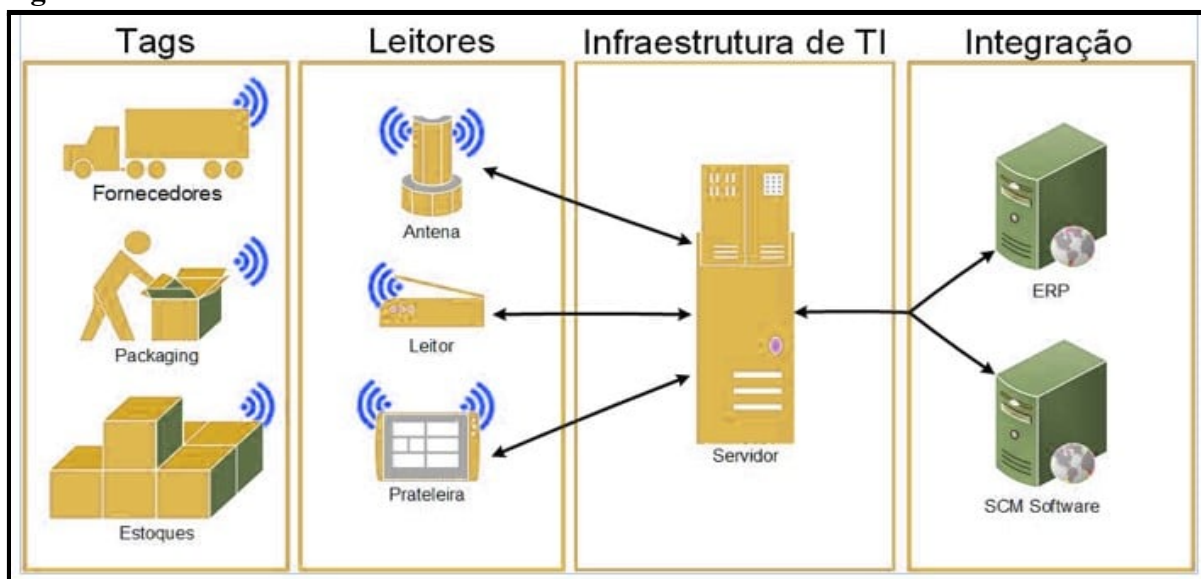 Tags
Leitores
Infraestrutura de TI
Integração
Fornecedores
Packaging
Estoques
Antena
Leitor
Prateleira
Servidor
ERP
SCM Software